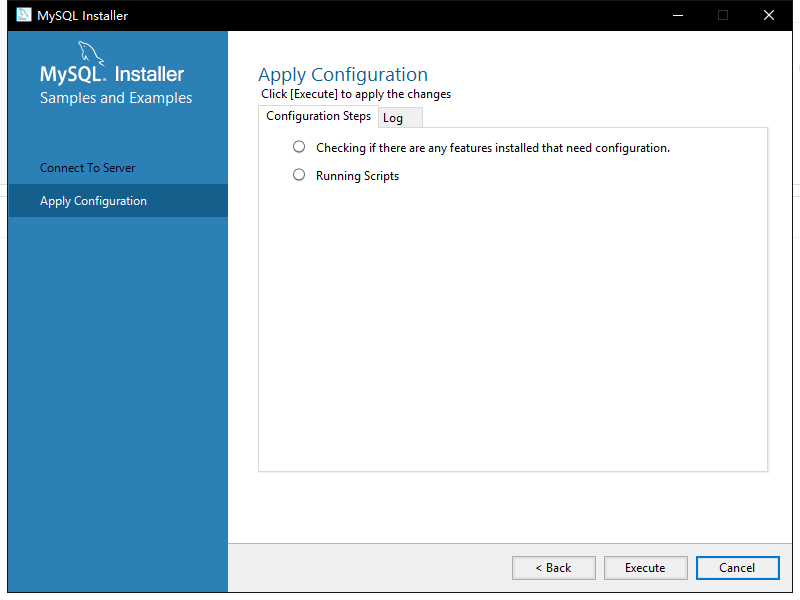 MySQL Installer
MySQL. Installer
Samples and Examples
Connect To Server
Apply Configuration
Apply Configuration
Click [Execute] to apply the changes
Configuration Steps
Log
Checking if there are any features installed that need configuration.
Running Scripts
< Back
Execute
Cancel